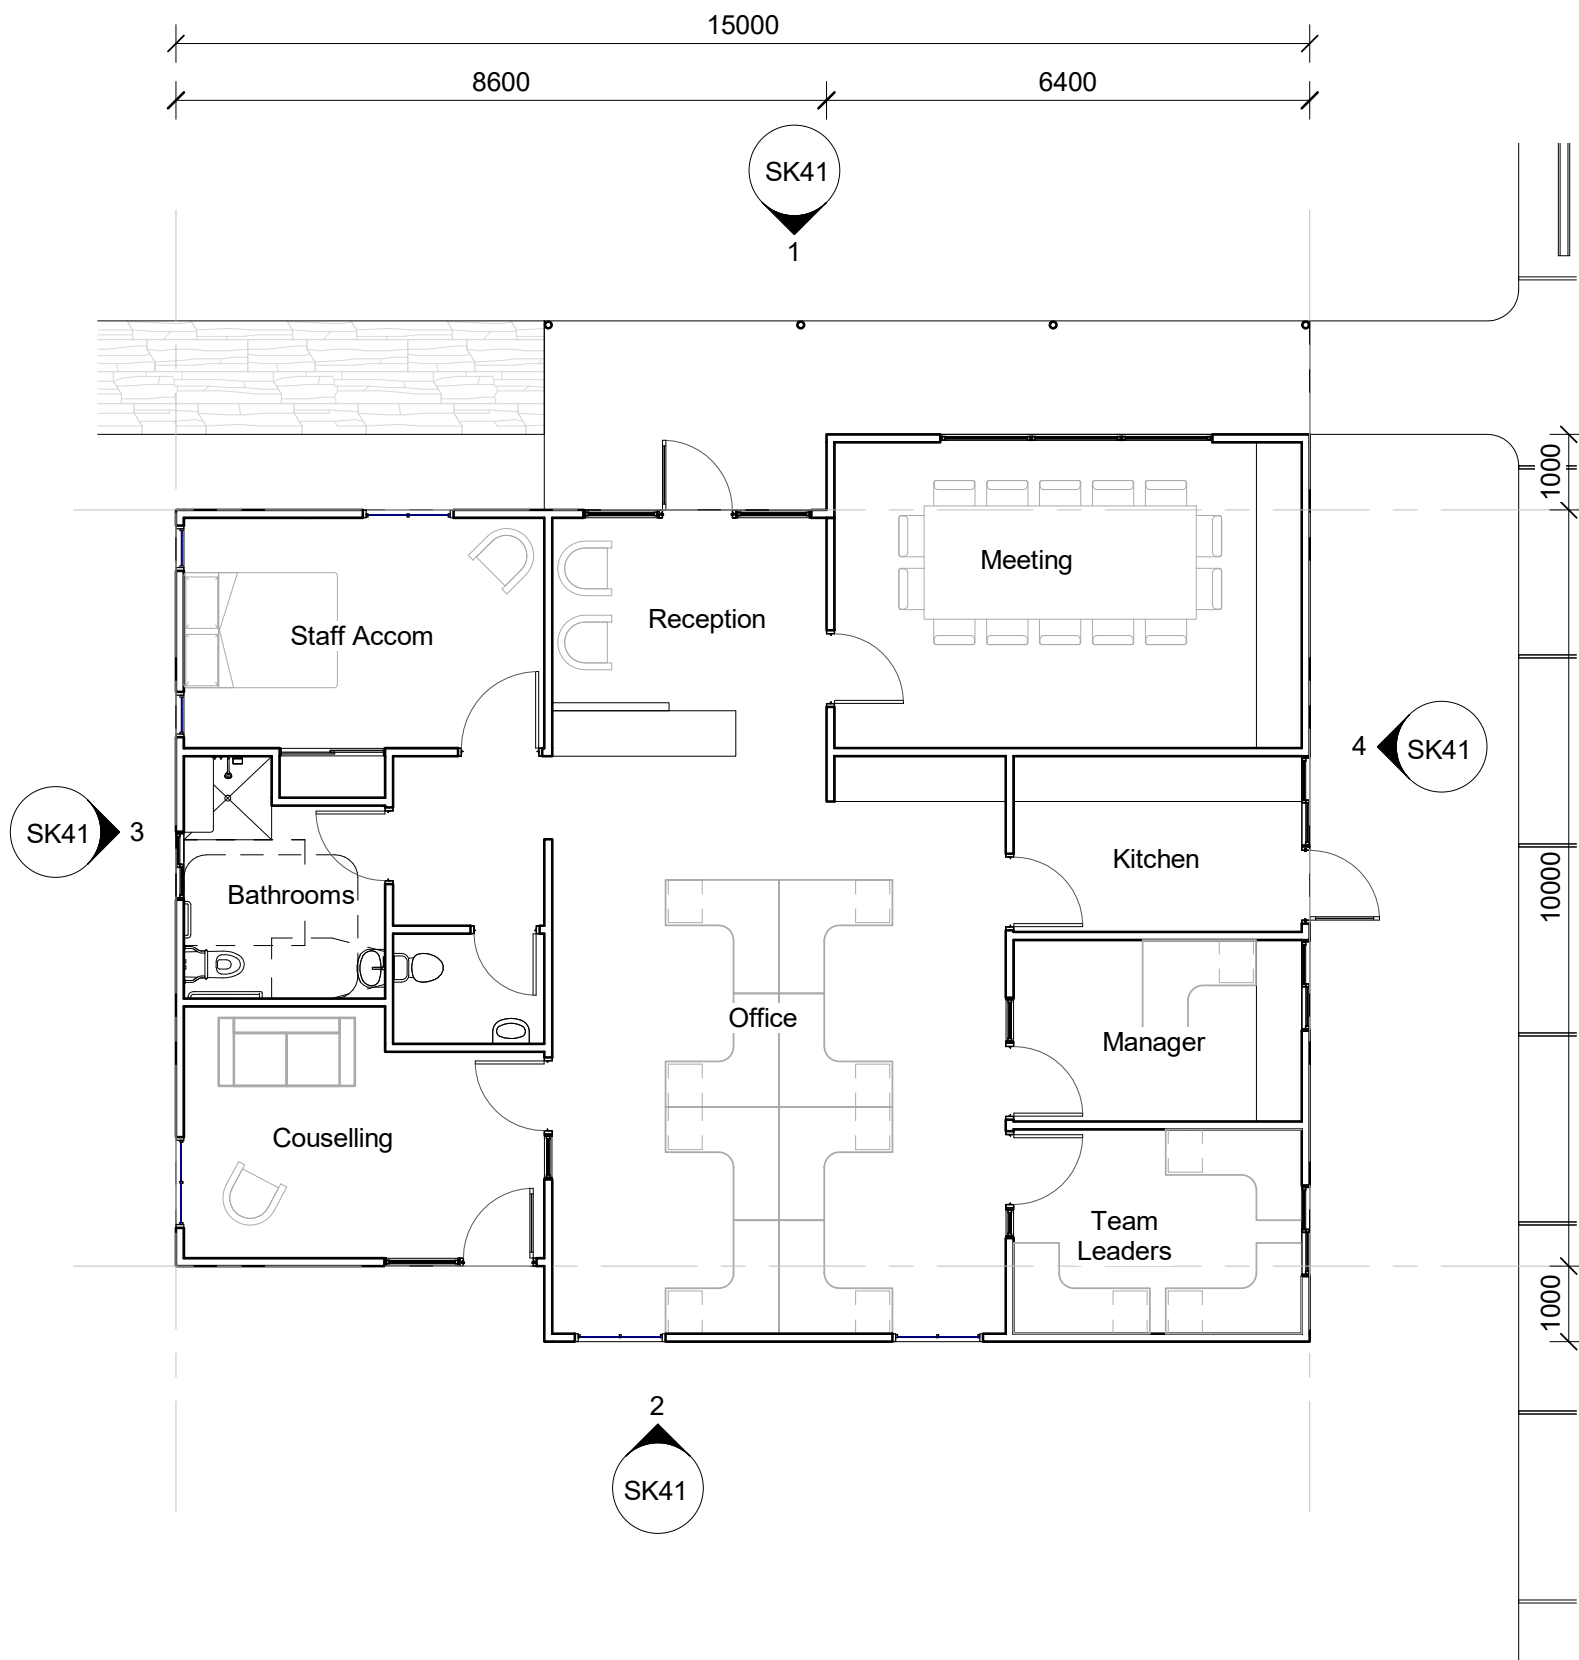 15000
8600
6400
SK41
1
1000
Meeting
Reception
Staff Accom
4
SK41
SK41
3
Kitchen
Bathrooms
10000
Office
Manager
Couselling
Team
Leaders
1000
2
SK41